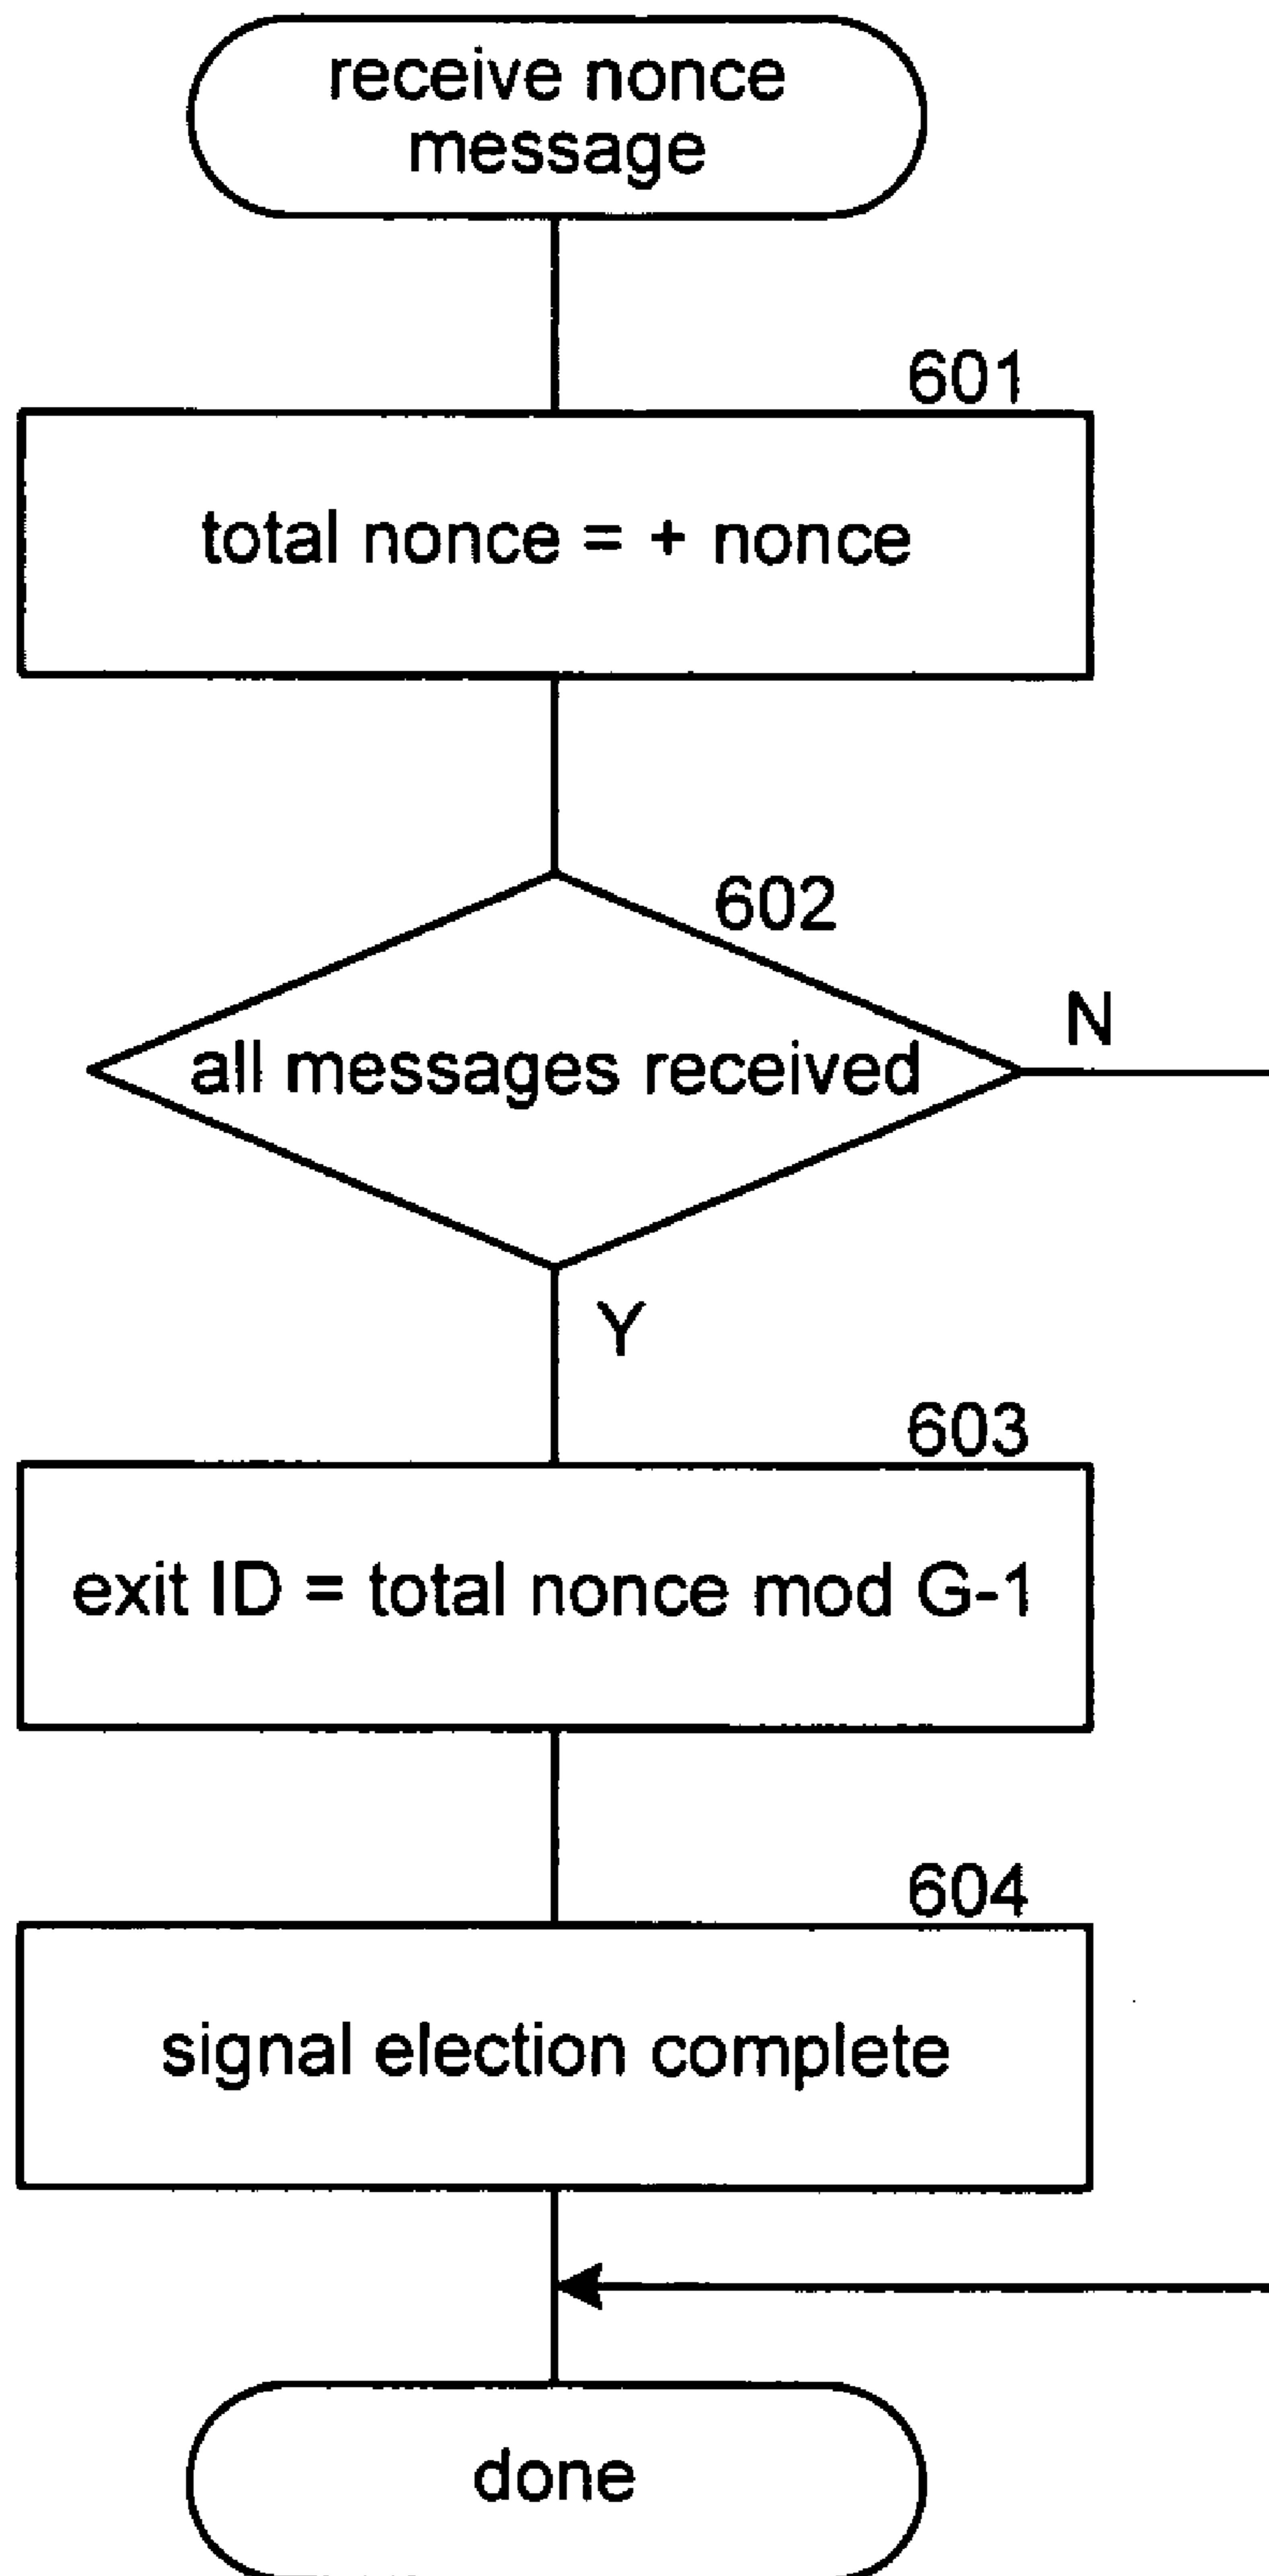 receive nonce
message
601
total nonce = + nonce
602
all messages received
N
Y
603
exit ID = total nonce mod G-1
604
signal election complete
done